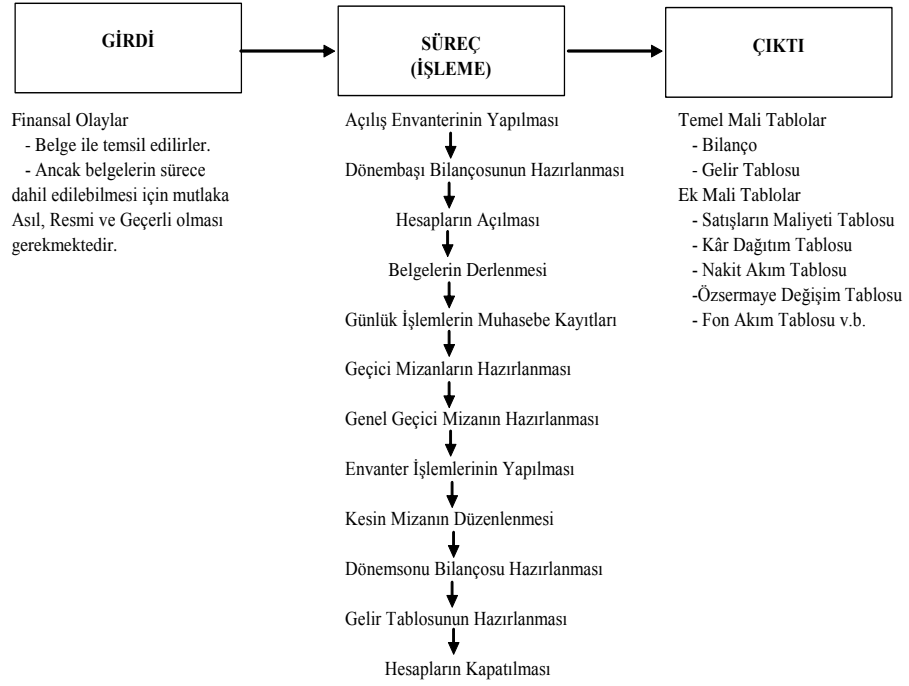 GİRDİ
Finansal Olaylar
- Belge ile temsil edilirler.
- Ancak belgelerin sürece
dahil edilebilmesi için mutlaka
Asıl, Resmi ve Geçerli olması
gerekmektedir.
SÜREÇ
(İŞLEME)
Açılış Envanterinin Yapılması
Dönembaşı Bilançosunun Hazırlanması
Hesapların Açılması
Belgelerin Derlenmesi
Günlük İşlemlerin Muhasebe Kayıtları
Geçici Mizanların Hazırlanması
Genel Geçici Mizanın Hazırlanması
Envanter İşlemlerinin Yapılması
Kesin Mizanın Düzenlenmesi
Dönemsonu Bilançosu Hazırlanması
Gelir Tablosunun Hazırlanması
Hesapların Kapatılması
ÇIKTI
Temel Mali Tablolar
- Bilanço
- Gelir Tablosu
Ek Mali Tablolar
- Satışların Maliyeti Tablosu
- Kâr Dağıtım Tablosu
- Nakit Akım Tablosu
-Özsermaye Değişim Tablosu
- Fon Akım Tablosu v.b.